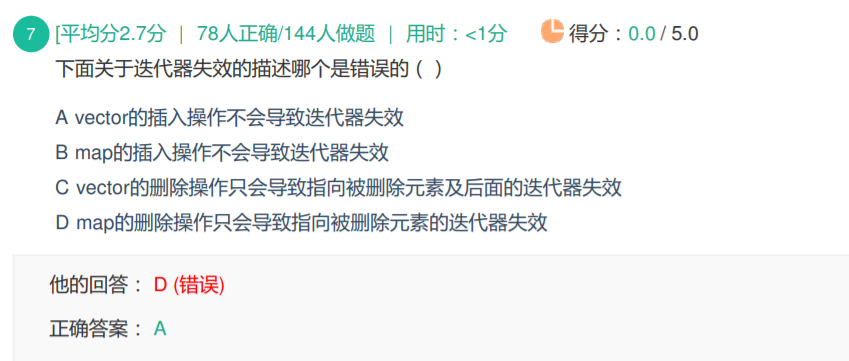 7 [平均分2.7分 | 78人正确/144人做题 | 用时：<1分 得分：0.0 / 5.0
下面关于迭代器失效的描述哪个是错误的（ ）
A vector的插入操作不会导致迭代器失效
B map的插入操作不会导致迭代器失效
C vector的删除操作只会导致指向被删除元素及后面的迭代器失效
D map的删除操作只会导致指向被删除元素的迭代器失效
他的回答： D (错误)
正确答案： A